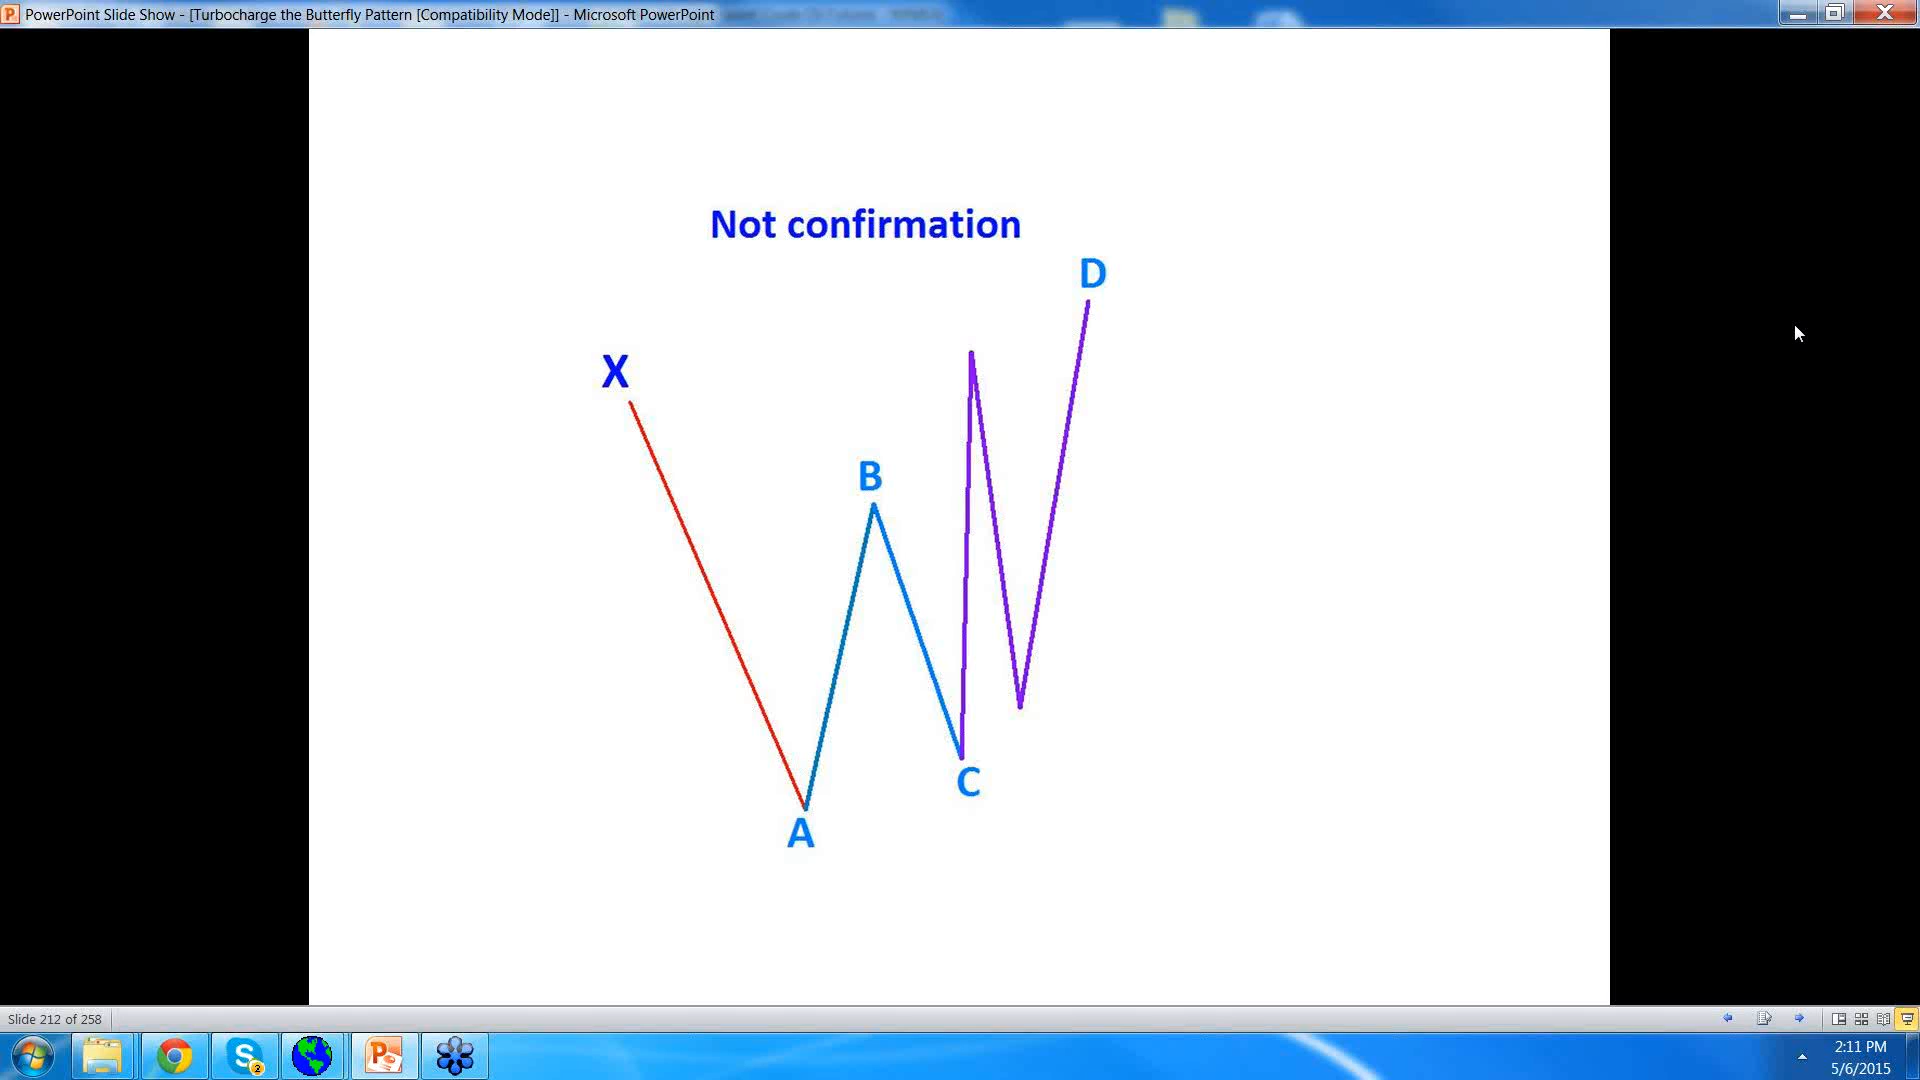 PowerPoint Slide Show - [Turbocharge the Butterfly Pattern [Compatibility Mode]] - Microsoft PowerPoint
Not confirmation
D
X
B
C
A
Slide 212 of 258
2
2:11 PM
5/6/2015